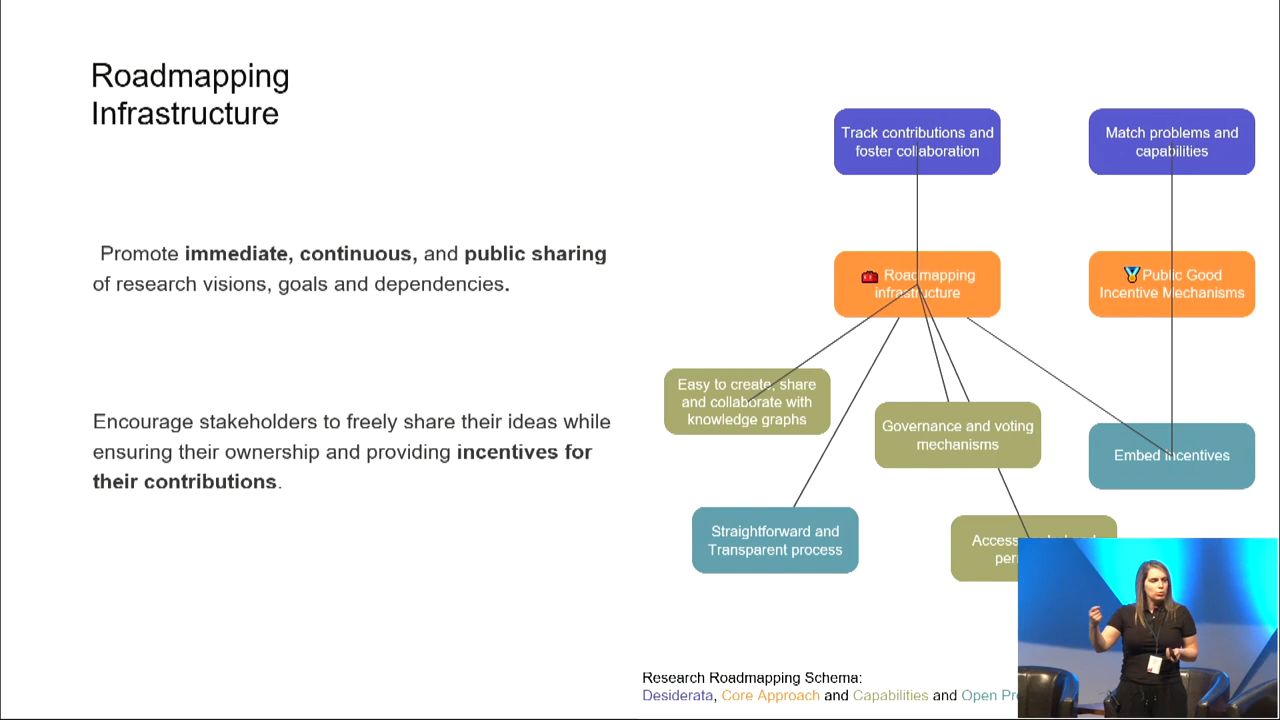 Roadmapping
Infrastructure
Promote immediate, continuous, and public sharing
of research visions, goals and dependencies.
Encourage stakeholders to freely share their ideas while
ensuring their ownership and providing incentives for
their contributions.
Track contributions and
foster collaboration
Match problems and
capabilities
Roadmapping
infrastructure
Public Good
Incentive Mechanisms
Easy to create, share
and collaborate with
knowledge graphs
Governance and voting
mechanisms
Embed incentives
Straightforward and
Transparent process
Access
Research Roadmapping Schema:
Desiderata, Core Approach and Capabilities and Open